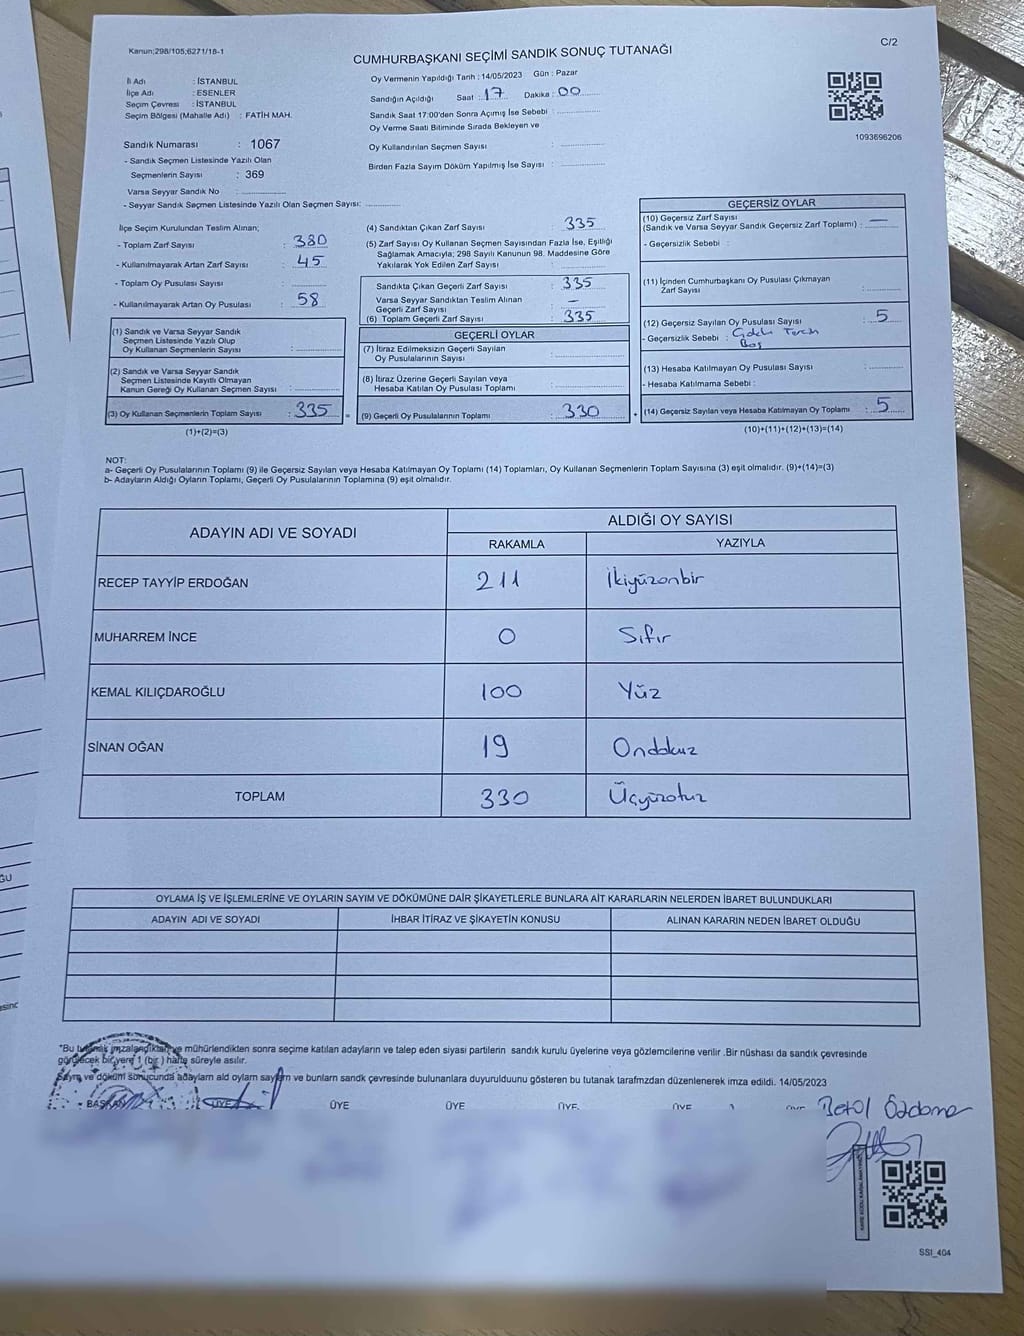 Kanun;298/105,6271/18-1
C/2
CUMHURBAŞKANI SEÇİMİ SANDIK SONUÇ TUTANAĞI
İl Adı : İSTANBUL
İlçe Adı : ESENLER
Seçim Çevresi : İSTANBUL
Seçim Bölgesi (Mahalle Adı) : FATİH MAH.
Sandık Numarası : 1067
- Sandık Seçmen Listesinde Yazılı Olan
Seçmenlerin Sayısı : 369
Varsa Seyyar Sandık No :
- Seyyar Sandık Seçmen Listesinde Yazılı Olan Seçmen Sayısı:
Oy Vermenin Yapıldığı Tarih : 14/05/2023 Gün : Pazar
Sandığın Açıldığı Saat : 17 Dakika : 00
Sandık Saat 17:00'den Sonra Açımış İse Sebebi :
Oy Verme Saati Bitiminde Sırada Bekleyen ve
Oy Kullandırılan Seçmen Sayısı :
Birden Fazla Sayım Döküm Yapılmış İse Sayısı :
1093696206
İlçe Seçim Kurulundan Teslim Alınan;
- Toplam Zarf Sayısı : 380
- Kullanılmayarak Artan Zarf Sayısı : 45
- Toplam Oy Pusulası Sayısı :
- Kullanılmayarak Artan Oy Pusulası : 58
(1) Sandık ve Varsa Seyyar Sandık
Seçmen Listesinde Yazılı Olup
Oy Kullanan Seçmenlerin Sayısı :
(2) Sandık ve Varsa Seyyar Sandık
Seçmen Listesinde Kayıtlı Olmayan
Kanun Gereği Oy Kullanan Seçmen Sayısı :
(3) Oy Kullanan Seçmenlerin Toplam Sayısı : 335
(1)+(2)=(3)
(4) Sandıktan Çıkan Zarf Sayısı : 335
(5) Zarf Sayısı Oy Kullanan Seçmen Sayısından Fazla İse, Eşitliği
Sağlamak Amacıyla; 298 Sayılı Kanunun 98. Maddesine Göre
Yakılarak Yok Edilen Zarf Sayısı :
Sandıkta Çıkan Geçerli Zarf Sayısı : 335
Varsa Seyyar Sandıktan Teslim Alınan
Geçerli Zarf Sayısı : –
(6) Toplam Geçerli Zarf Sayısı : 335
GEÇERLİ OYLAR
(7) İtiraz Edilmeksizin Geçerli Sayılan
Oy Pusulalarının Sayısı :
(8) İtiraz Üzerine Geçerli Sayılan veya
Hesaba Katılan Oy Pusulası Toplamı :
= (9) Geçerli Oy Pusulalarının Toplamı : 330
GEÇERSİZ OYLAR
(10) Geçersiz Zarf Sayısı
(Sandık ve Varsa Seyyar Sandık Geçersiz Zarf Toplamı) : —
- Geçersizlik Sebebi :
(11) İçinden Cumhurbaşkanı Oy Pusulası Çıkmayan
Zarf Sayısı :
(12) Geçersiz Sayılan Oy Pusulası Sayısı : 5
- Geçersizlik Sebebi : Çoklu Tercih
Boş
(13) Hesaba Katılmayan Oy Pusulası Sayısı :
- Hesaba Katılmama Sebebi :
+ (14) Geçersiz Sayılan veya Hesaba Katılmayan Oy Toplamı : 5
(10)+(11)+(12)+(13)=(14)
NOT:
a- Geçerli Oy Pusulalarının Toplamı (9) ile Geçersiz Sayılan veya Hesaba Katılmayan Oy Toplamı (14) Toplamları, Oy Kullanan Seçmenlerin Toplam Sayısına (3) eşit olmalıdır. (9)+(14)=(3)
b- Adayların Aldığı Oyların Toplamı, Geçerli Oy Pusulalarının Toplamına (9) eşit olmalıdır.
ADAYIN ADI VE SOYADI
ALDIĞI OY SAYISI
RAKAMLA YAZIYLA
RECEP TAYYİP ERDOĞAN 211 İkiyüzonbir
MUHARREM İNCE 0 Sıfır
KEMAL KILIÇDAROĞLU 100 Yüz
SİNAN OĞAN 19 Ondokuz
TOPLAM 330 Üçyüzotuz
OYLAMA İŞ VE İŞLEMLERİNE VE OYLARIN SAYIM VE DÖKÜMÜNE DAİR ŞİKAYETLERLE BUNLARA AİT KARARLARIN NELERDEN İBARET BULUNDUKLARI
ADAYIN ADI VE SOYADI İHBAR İTİRAZ VE ŞİKAYETİN KONUSU ALINAN KARARIN NEDEN İBARET OLDUĞU
"Bu tutanak imzalandıktan ve mühürlendikten sonra seçime katılan adayların ve talep eden siyasi partilerin sandık kurulu üyelerine veya gözlemcilerine verilir .Bir nüshası da sandık çevresinde
görülecek bir yere 1 (bir ) hafta süreyle asılır.
Sayım ve döküm sonucunda adaylarn ald oylarn sayların ve bunlarn sandk çevresinde bulunanlara duyurulduunu gösteren bu tutanak tarafmzdan düzenlenerek imza edildi. 14/05/2023
BAŞKAN ÜYE ÜYE ÜYE ÜYE ÜYE
SSI_404